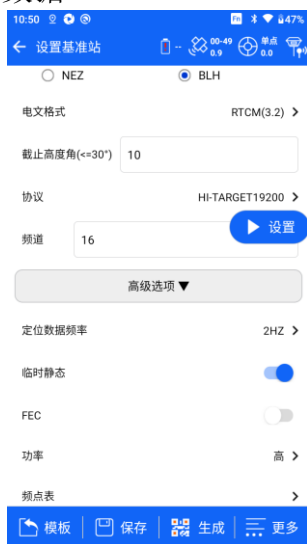 10:50 47%
设置基准站 -- 00-49 0.9 单点 0.0
NEZ BLH
电文格式 RTCM(3.2)
截止高度角(<=30°) 10
协议 HI-TARGET19200
设置
频道 16
高级选项▼
定位数据频率 2HZ
临时静态
FEC
功率 高
频点表
模板 保存 生成 更多